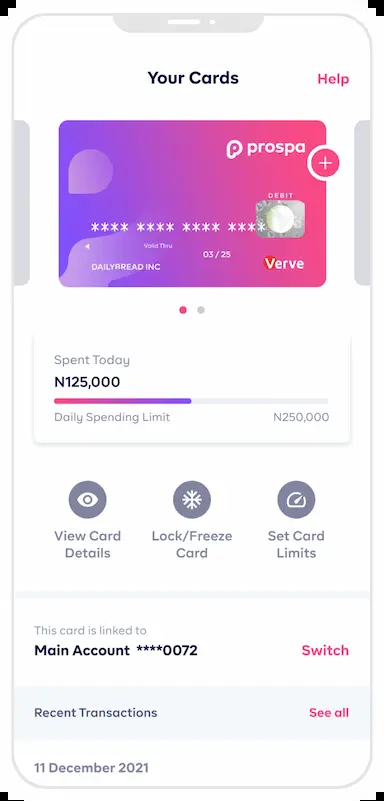 Your Cards
Help
prospa
DEBIT
**** **** **** ****
Valid Thru
03 / 25
DAILYBREAD INC
Verve
Spent Today
N125,000
Daily Spending Limit
N250,000
View Card
Details
Lock/Freeze
Card
Set Card
Limits
This card is linked to
Main Account ****0072
Switch
Recent Transactions
See all
11 December 2021